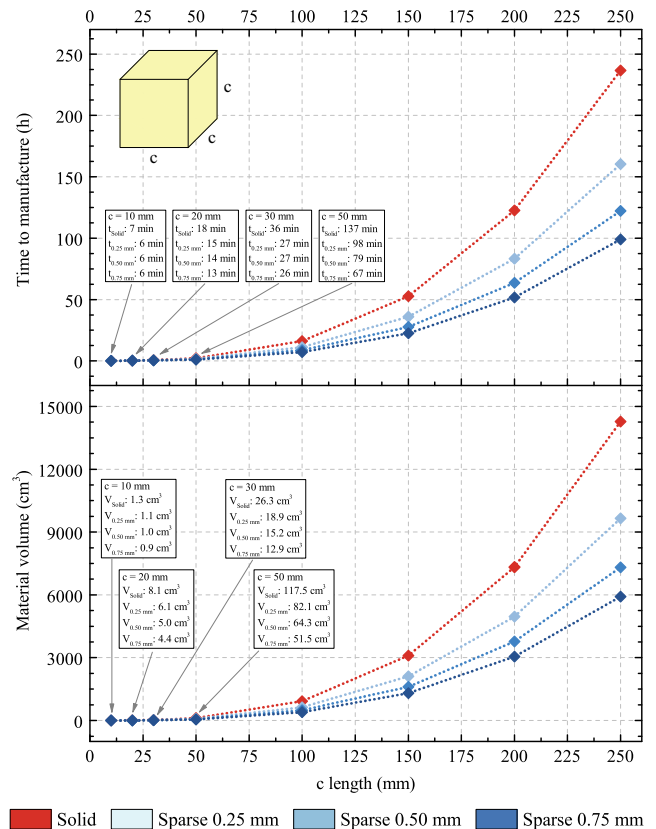 0 25 50 75 100 125 150 175 200 225 250
250
200
150
100
50
0
Time to manufacture (h)
c
c
c
c = 10 mm
tSolid: 7 min
t0.25 mm: 6 min
t0.50 mm: 6 min
t0.75 mm: 6 min
c = 20 mm
tSolid: 18 min
t0.25 mm: 15 min
t0.50 mm: 14 min
t0.75 mm: 13 min
c = 30 mm
tSolid: 36 min
t0.25 mm: 27 min
t0.50 mm: 27 min
t0.75 mm: 26 min
c = 50 mm
tSolid: 137 min
t0.25 mm: 98 min
t0.50 mm: 79 min
t0.75 mm: 67 min
15000
12000
9000
6000
3000
0
Material volume (cm³)
c = 10 mm
VSolid: 1.3 cm³
V0.25 mm: 1.1 cm³
V0.50 mm: 1.0 cm³
V0.75 mm: 0.9 cm³
c = 30 mm
VSolid: 26.3 cm³
V0.25 mm: 18.9 cm³
V0.50 mm: 15.2 cm³
V0.75 mm: 12.9 cm³
c = 20 mm
VSolid: 8.1 cm³
V0.25 mm: 6.1 cm³
V0.50 mm: 5.0 cm³
V0.75 mm: 4.4 cm³
c = 50 mm
VSolid: 117.5 cm³
V0.25 mm: 82.1 cm³
V0.50 mm: 64.3 cm³
V0.75 mm: 51.5 cm³
0 25 50 75 100 125 150 175 200 225 250
c length (mm)
Solid Sparse 0.25 mm Sparse 0.50 mm Sparse 0.75 mm